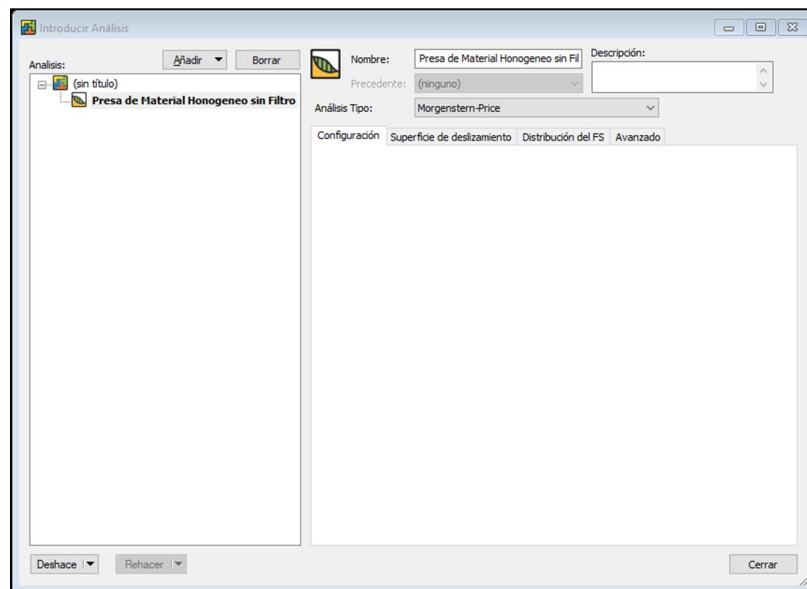 Introducir Análisis
Analisis:
Añadir
Borrar
(sin título)
Presa de Material Honogeneo sin Filtro
Nombre:
Presa de Material Honogeneo sin Fil
Descripción:
Precedente:
(ninguno)
Análisis Tipo:
Morgenstern-Price
Configuración Superficie de deslizamiento Distribución del FS Avanzado
Deshace
Rehacer
Cerrar